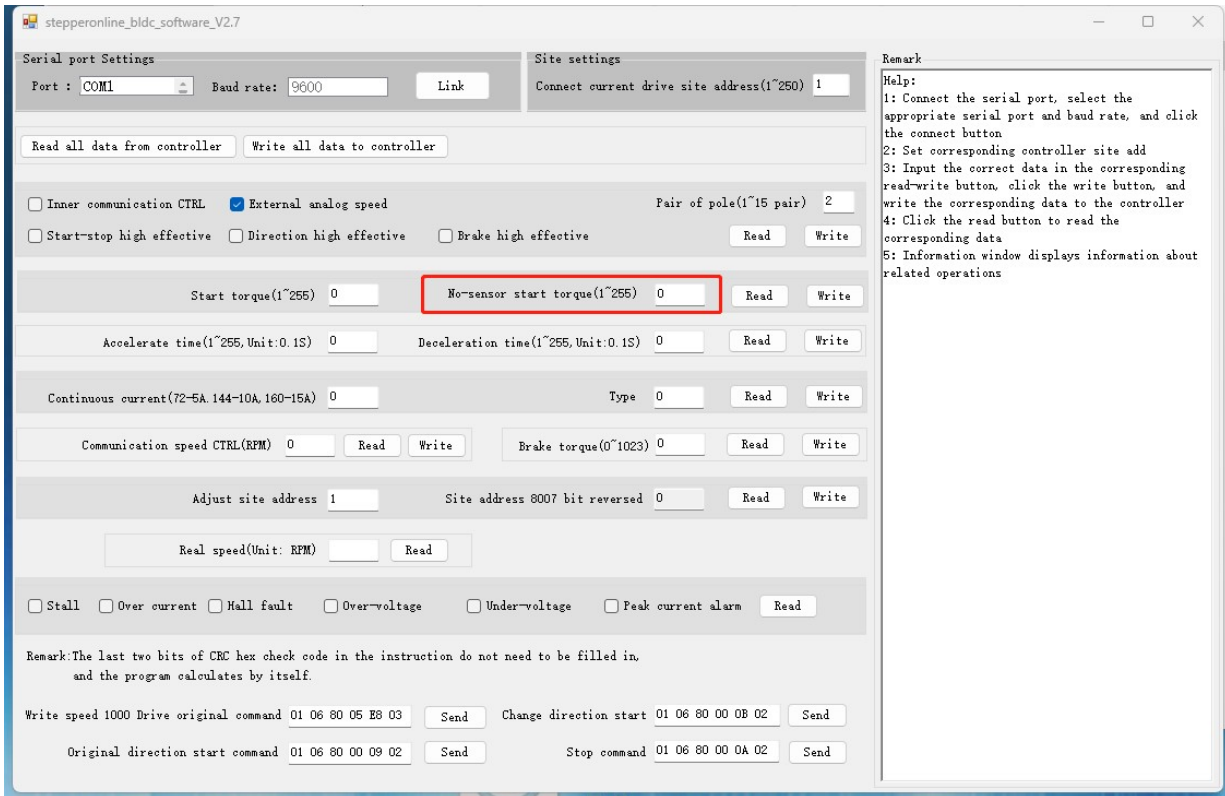 stepperonline_bldc_software_V2.7
Serial port Settings
Port : COM1 Baud rate: 9600 Link
Site settings
Connect current drive site address(1~250) 1
Read all data from controller Write all data to controller
Inner communication CTRL External analog speed Pair of pole(1~15 pair) 2
Start-stop high effective Direction high effective Brake high effective Read Write
Start torque(1~255) 0 No-sensor start torque(1~255) 0 Read Write
Accelerate time(1~255,Unit:0.1S) 0 Deceleration time(1~255,Unit:0.1S) 0 Read Write
Continuous current(72-5A.144-10A,160-15A) 0 Type 0 Read Write
Communication speed CTRL(RPM) 0 Read Write Brake torque(0~1023) 0 Read Write
Adjust site address 1 Site address 8007 bit reversed 0 Read Write
Real speed(Unit: RPM) Read
Stall Over current Hall fault Over-voltage Under-voltage Peak current alarm Read
Remark:The last two bits of CRC hex check code in the instruction do not need to be filled in,
and the program calculates by itself.
Write speed 1000 Drive original command 01 06 80 05 E8 03 Send Change direction start 01 06 80 00 0B 02 Send
Original direction start command 01 06 80 00 09 02 Send Stop command 01 06 80 00 0A 02 Send
Remark
Help:
1: Connect the serial port, select the
appropriate serial port and baud rate, and click
the connect button
2: Set corresponding controller site add
3: Input the correct data in the corresponding
read-write button, click the write button, and
write the corresponding data to the controller
4: Click the read button to read the
corresponding data
5: Information window displays information about
related operations